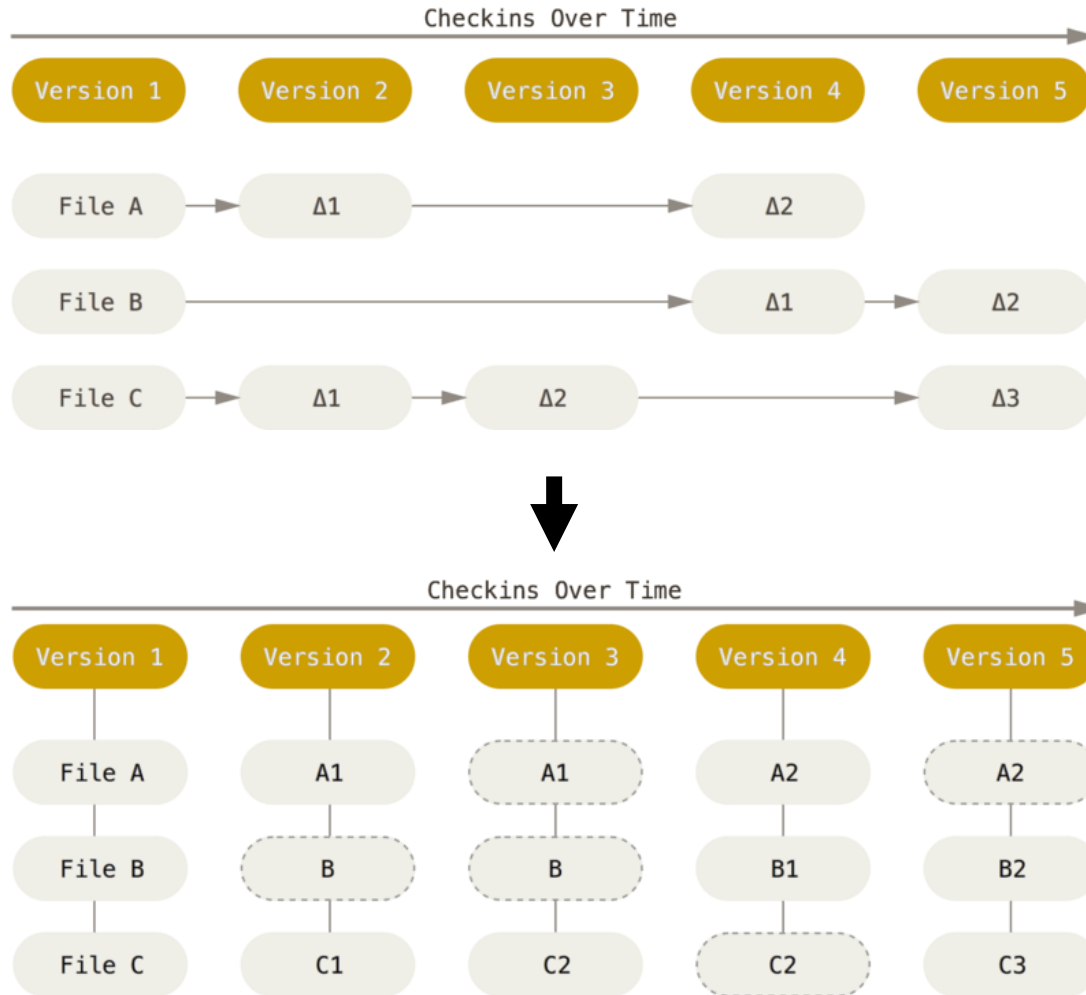 Checkins Over Time
Version 1 Version 2 Version 3 Version 4 Version 5
File A Δ1 Δ2
File B Δ1 Δ2
File C Δ1 Δ2 Δ3
Checkins Over Time
Version 1 Version 2 Version 3 Version 4 Version 5
File A A1 A1 A2 A2
File B B B B1 B2
File C C1 C2 C2 C3